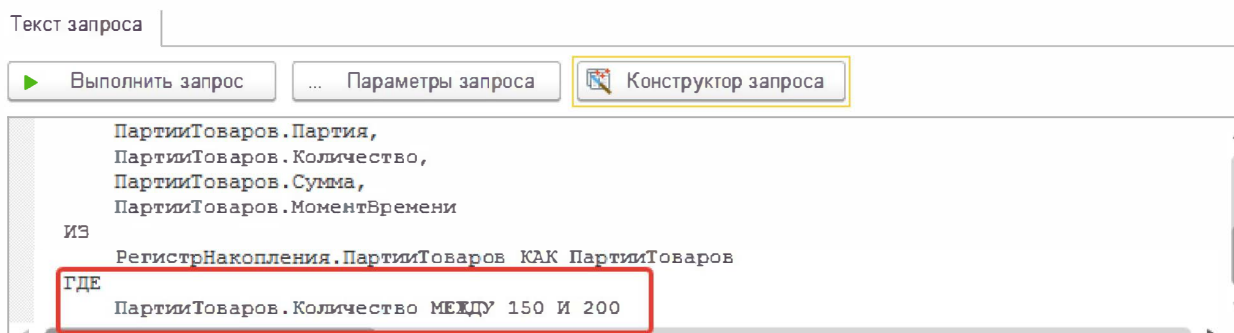 Текст запроса
Выполнить запрос ... Параметры запроса Конструктор запроса
ПартииТоваров.Партия,
ПартииТоваров.Количество,
ПартииТоваров.Сумма,
ПартииТоваров.МоментВремени
ИЗ
РегистрНакопления.ПартииТоваров КАК ПартииТоваров
ГДЕ
ПартииТоваров.Количество МЕЖДУ 150 И 200